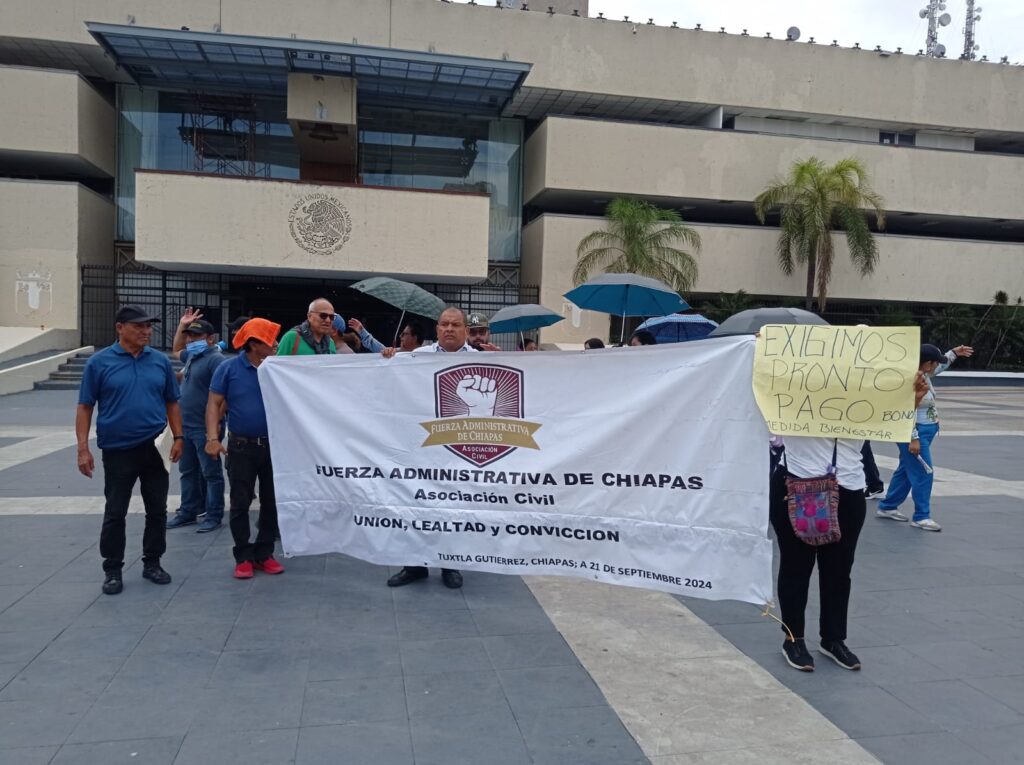 ESTADOS UNIDOS MEXICANOS
EXIGIMOS
PRONTO
PAGO BONO
MEDIDA BIENESTAR
FUERZA ADMINISTRATIVA
DE CHIAPAS
ASOCIACIÓN
CIVIL
FUERZA ADMINISTRATIVA DE CHIAPAS
Asociación Civil
UNION, LEALTAD y CONVICCION
TUXTLA GUTIERREZ, CHIAPAS; A 21 DE SEPTIEMBRE 2024